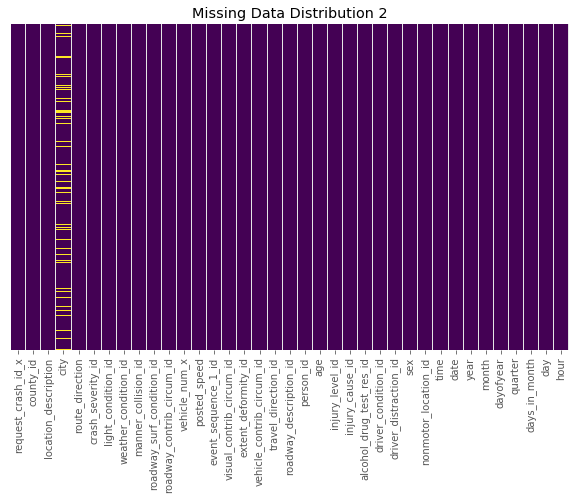 Missing Data Distribution 2
request_crash_id_x
county_id
location_description
city
route_direction
crash_severity_id
light_condition_id
weather_condition_id
manner_collision_id
roadway_surf_condition_id
roadway_contrib_circum_id
vehicle_num_x
posted_speed
event_sequence_1_id
visual_contrib_circum_id
extent_deformity_id
vehicle_contrib_circum_id
travel_direction_id
roadway_description_id
person_id
age
injury_level_id
injury_cause_id
alcohol_drug_test_res_id
driver_condition_id
driver_distraction_id
sex
nonmotor_location_id
time
date
year
month
dayofyear
quarter
days_in_month
day
hour